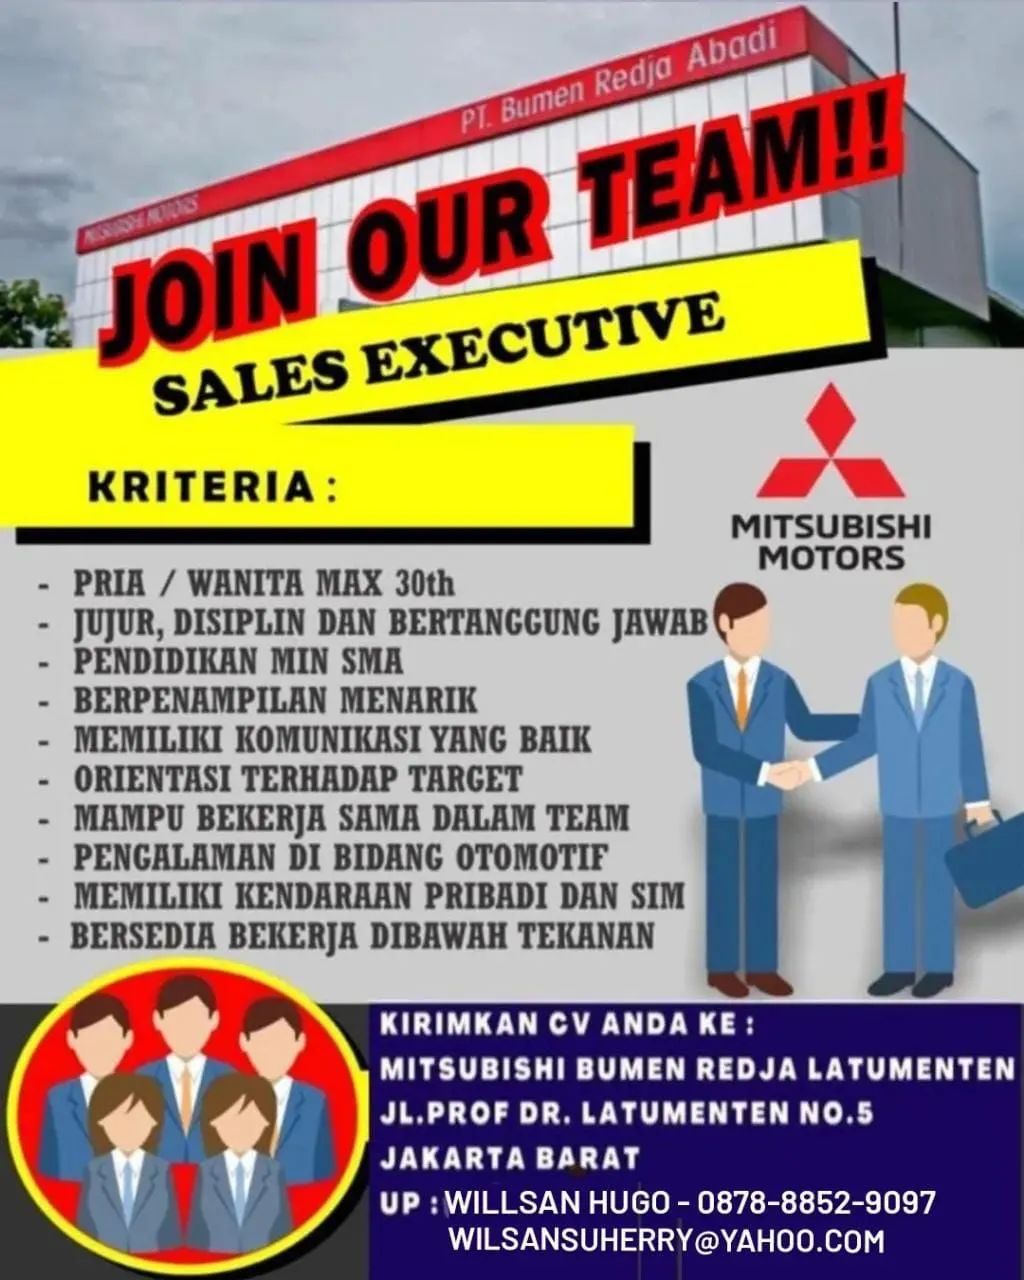 PT. Bumen Redja Abadi
MITSUBISHI MOTORS
JOIN OUR TEAM!!
SALES EXECUTIVE
KRITERIA :
MITSUBISHI
MOTORS
- PRIA / WANITA MAX 30th
- JUJUR, DISIPLIN DAN BERTANGGUNG JAWAB
- PENDIDIKAN MIN SMA
- BERPENAMPILAN MENARIK
- MEMILIKI KOMUNIKASI YANG BAIK
- ORIENTASI TERHADAP TARGET
- MAMPU BEKERJA SAMA DALAM TEAM
- PENGALAMAN DI BIDANG OTOMOTIF
- MEMILIKI KENDARAAN PRIBADI DAN SIM
- BERSEDIA BEKERJA DIBAWAH TEKANAN
KIRIMKAN CV ANDA KE :
MITSUBISHI BUMEN REDJA LATUMENTEN
JL.PROF DR. LATUMENTEN NO.5
JAKARTA BARAT
UP : WILLSAN HUGO - 0878-8852-9097
WILSANSUHERRY@YAHOO.COM